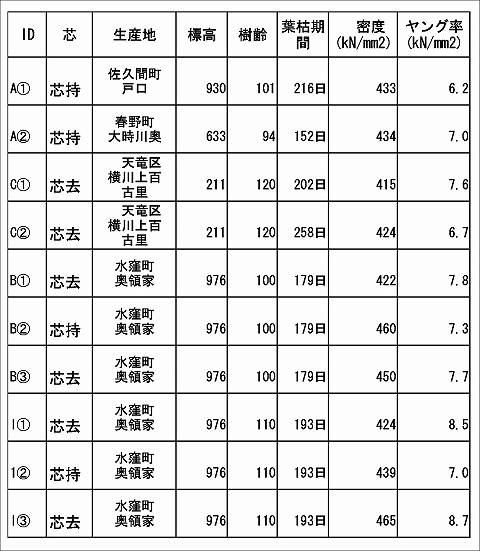 ID 芯 生産地 標高 樹齢 葉枯期間 密度(kN/mm2) ヤング率(kN/mm2)
A① 芯持 佐久間町戸口 930 101 216日 433 6.2
A② 芯持 春野町大時川奥 633 94 152日 434 7.0
C① 芯去 天竜区横川上百古里 211 120 202日 415 7.6
C② 芯去 天竜区横川上百古里 211 120 258日 424 6.7
B① 芯去 水窪町奥領家 976 100 179日 422 7.8
B② 芯持 水窪町奥領家 976 100 179日 460 7.3
B③ 芯去 水窪町奥領家 976 100 179日 450 7.7
I① 芯去 水窪町奥領家 976 110 193日 424 8.5
1② 芯持 水窪町奥領家 976 110 193日 439 7.0
I③ 芯去 水窪町奥領家 976 110 193日 465 8.7